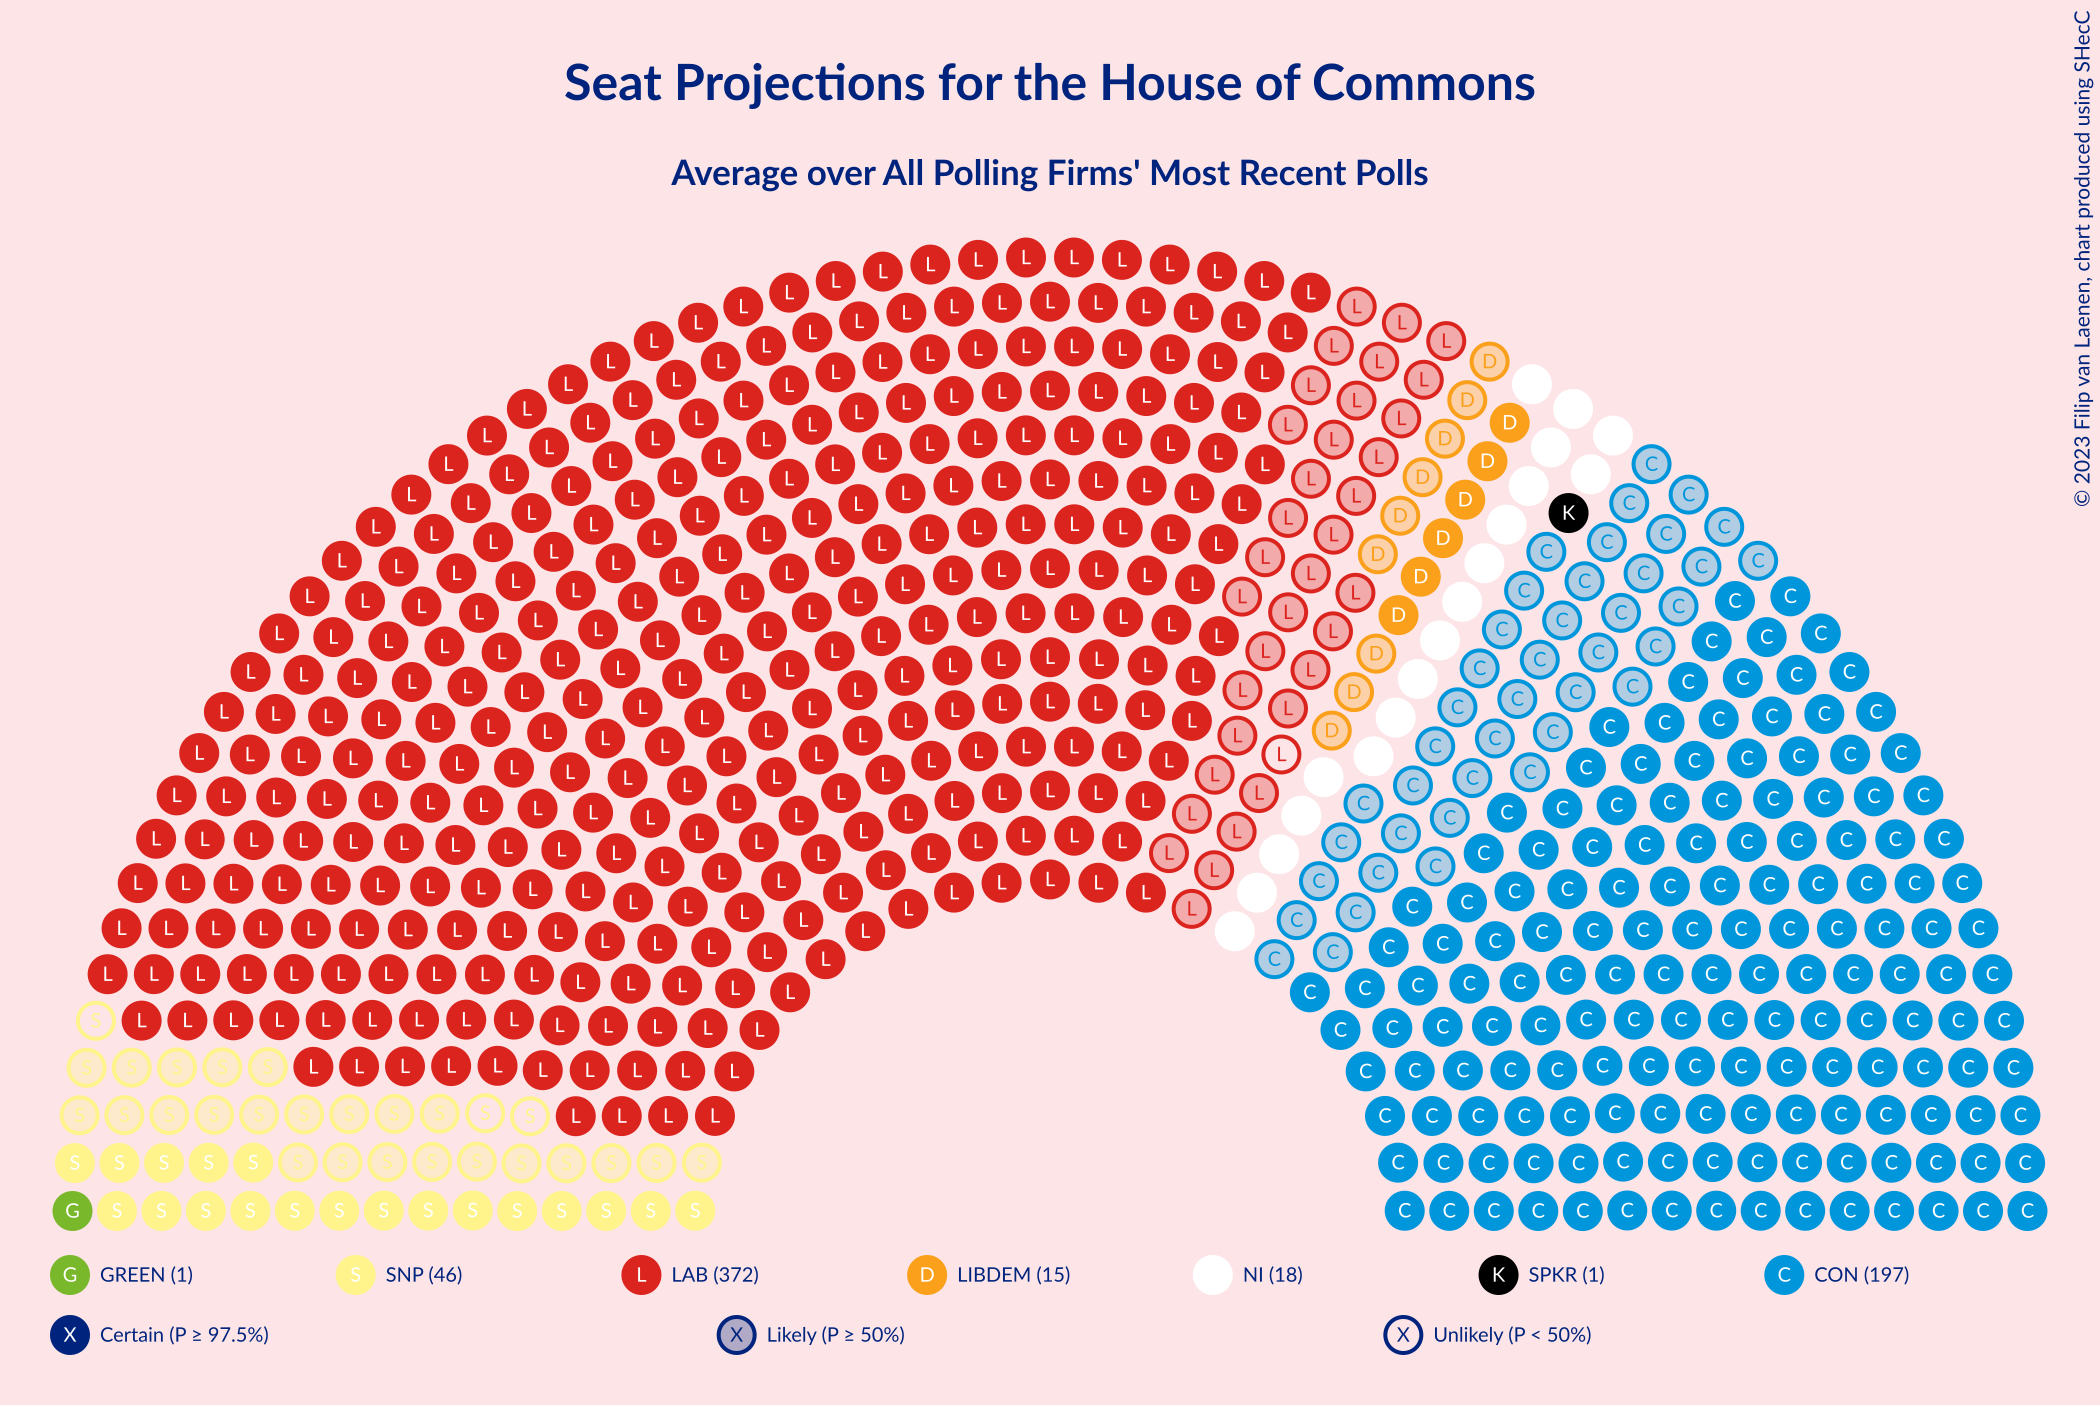 Seat Projections for the House of Commons
Average over All Polling Firms' Most Recent Polls
© 2023 Filip van Laenen, chart produced using SHecC
G GREEN (1) S SNP (46) L LAB (372) D LIBDEM (15) NI (18) K SPKR (1) C CON (197)
X Certain (P ≥ 97.5%) X Likely (P ≥ 50%) X Unlikely (P < 50%)